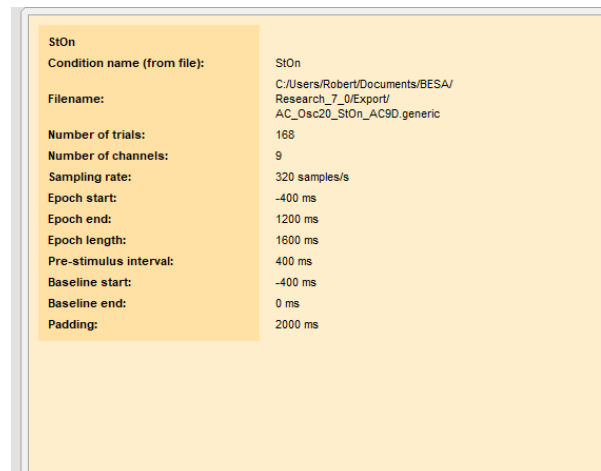 StOn
Condition name (from file): StOn
Filename: C:/Users/Robert/Documents/BESA/
Research_7_0/Export/
AC_Osc20_StOn_AC9D.generic
Number of trials: 168
Number of channels: 9
Sampling rate: 320 samples/s
Epoch start: -400 ms
Epoch end: 1200 ms
Epoch length: 1600 ms
Pre-stimulus interval: 400 ms
Baseline start: -400 ms
Baseline end: 0 ms
Padding: 2000 ms